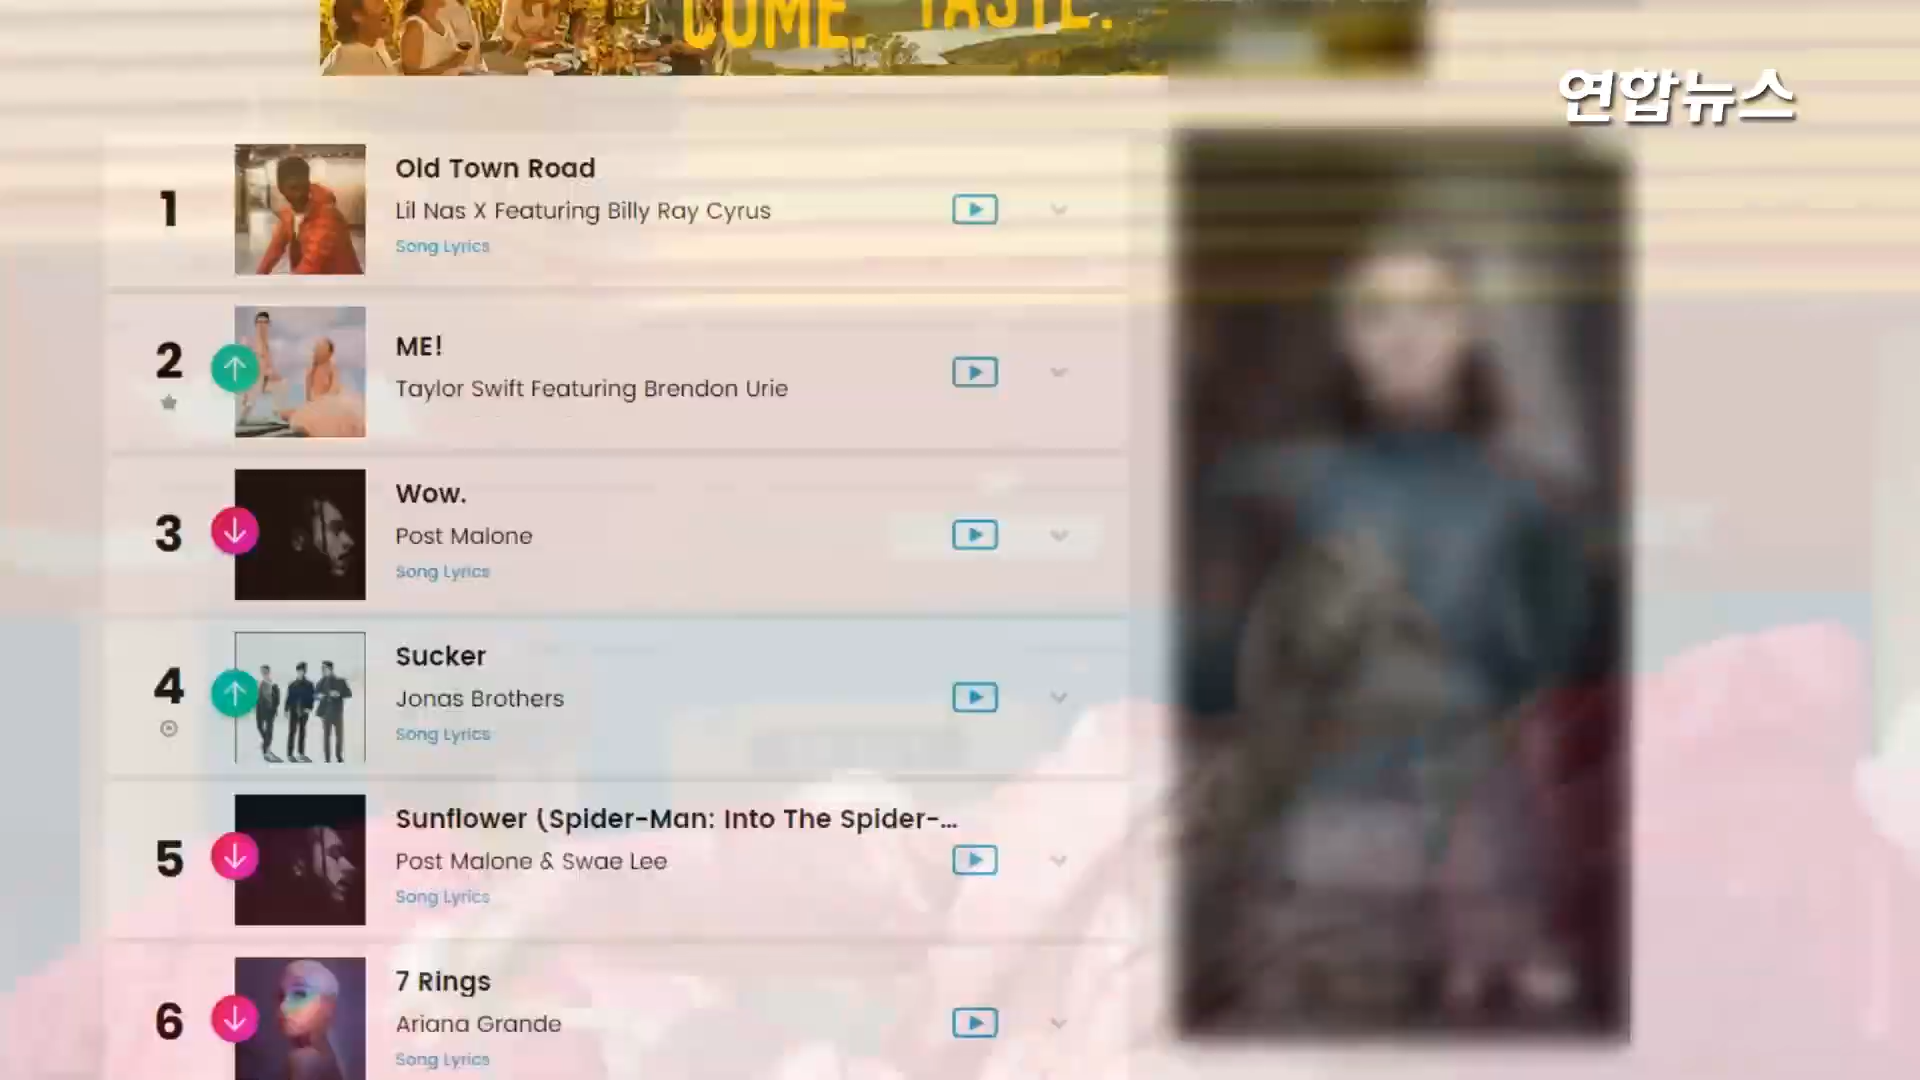 COME. TASTE.
연합뉴스
1
Old Town Road
Lil Nas X Featuring Billy Ray Cyrus
Song Lyrics
2
ME!
Taylor Swift Featuring Brendon Urie
3
Wow.
Post Malone
Song Lyrics
4
Sucker
Jonas Brothers
Song Lyrics
5
Sunflower (Spider-Man: Into The Spider-...
Post Malone & Swae Lee
Song Lyrics
6
7 Rings
Ariana Grande
Song Lyrics